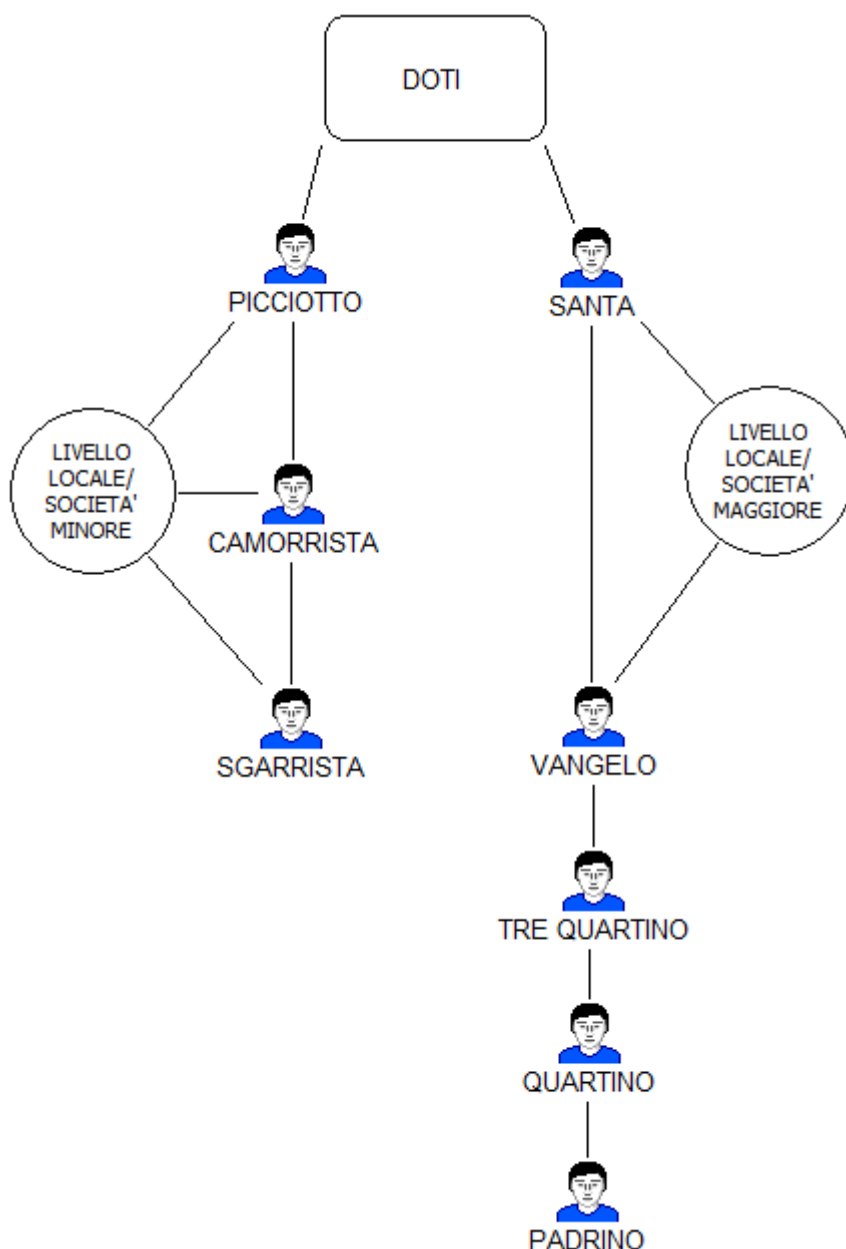 DOTI
PICCIOTTO
SANTA
LIVELLO
LOCALE/
SOCIETA'
MINORE
LIVELLO
LOCALE/
SOCIETA'
MAGGIORE
CAMORRISTA
SGARRISTA
VANGELO
TRE QUARTINO
QUARTINO
PADRINO